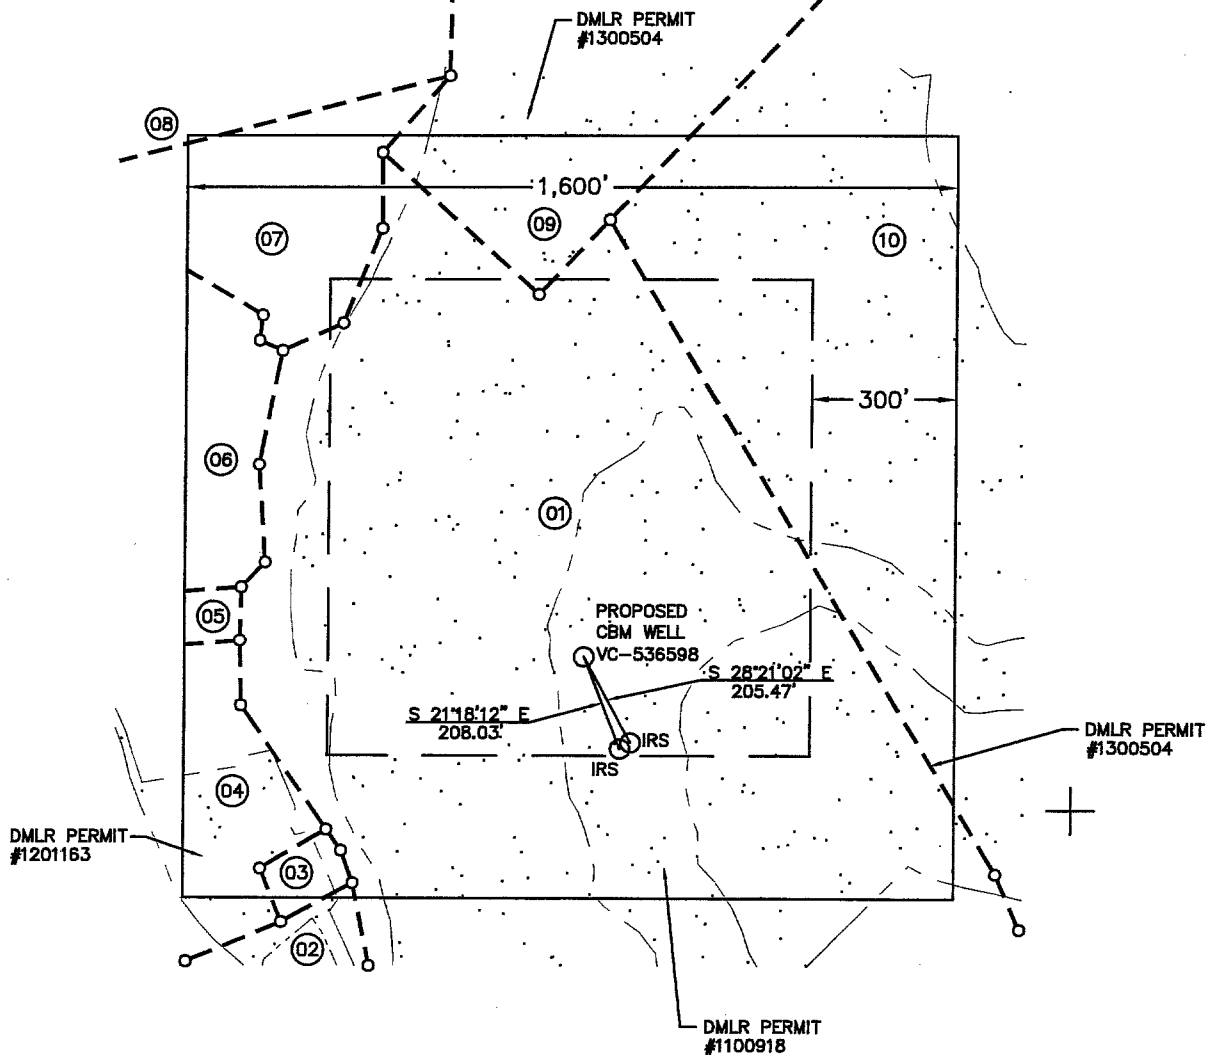 DMLR PERMIT
#1300504
08
1,600'
09
07
10
300'
06
01
05
PROPOSED
CBM WELL
VC-536598
S 28°21'02" E
205.47'
S 21°18'12" E
208.03'
IRS
IRS
DMLR PERMIT
#1300504
04
DMLR PERMIT
#1201163
03
02
DMLR PERMIT
#1100918